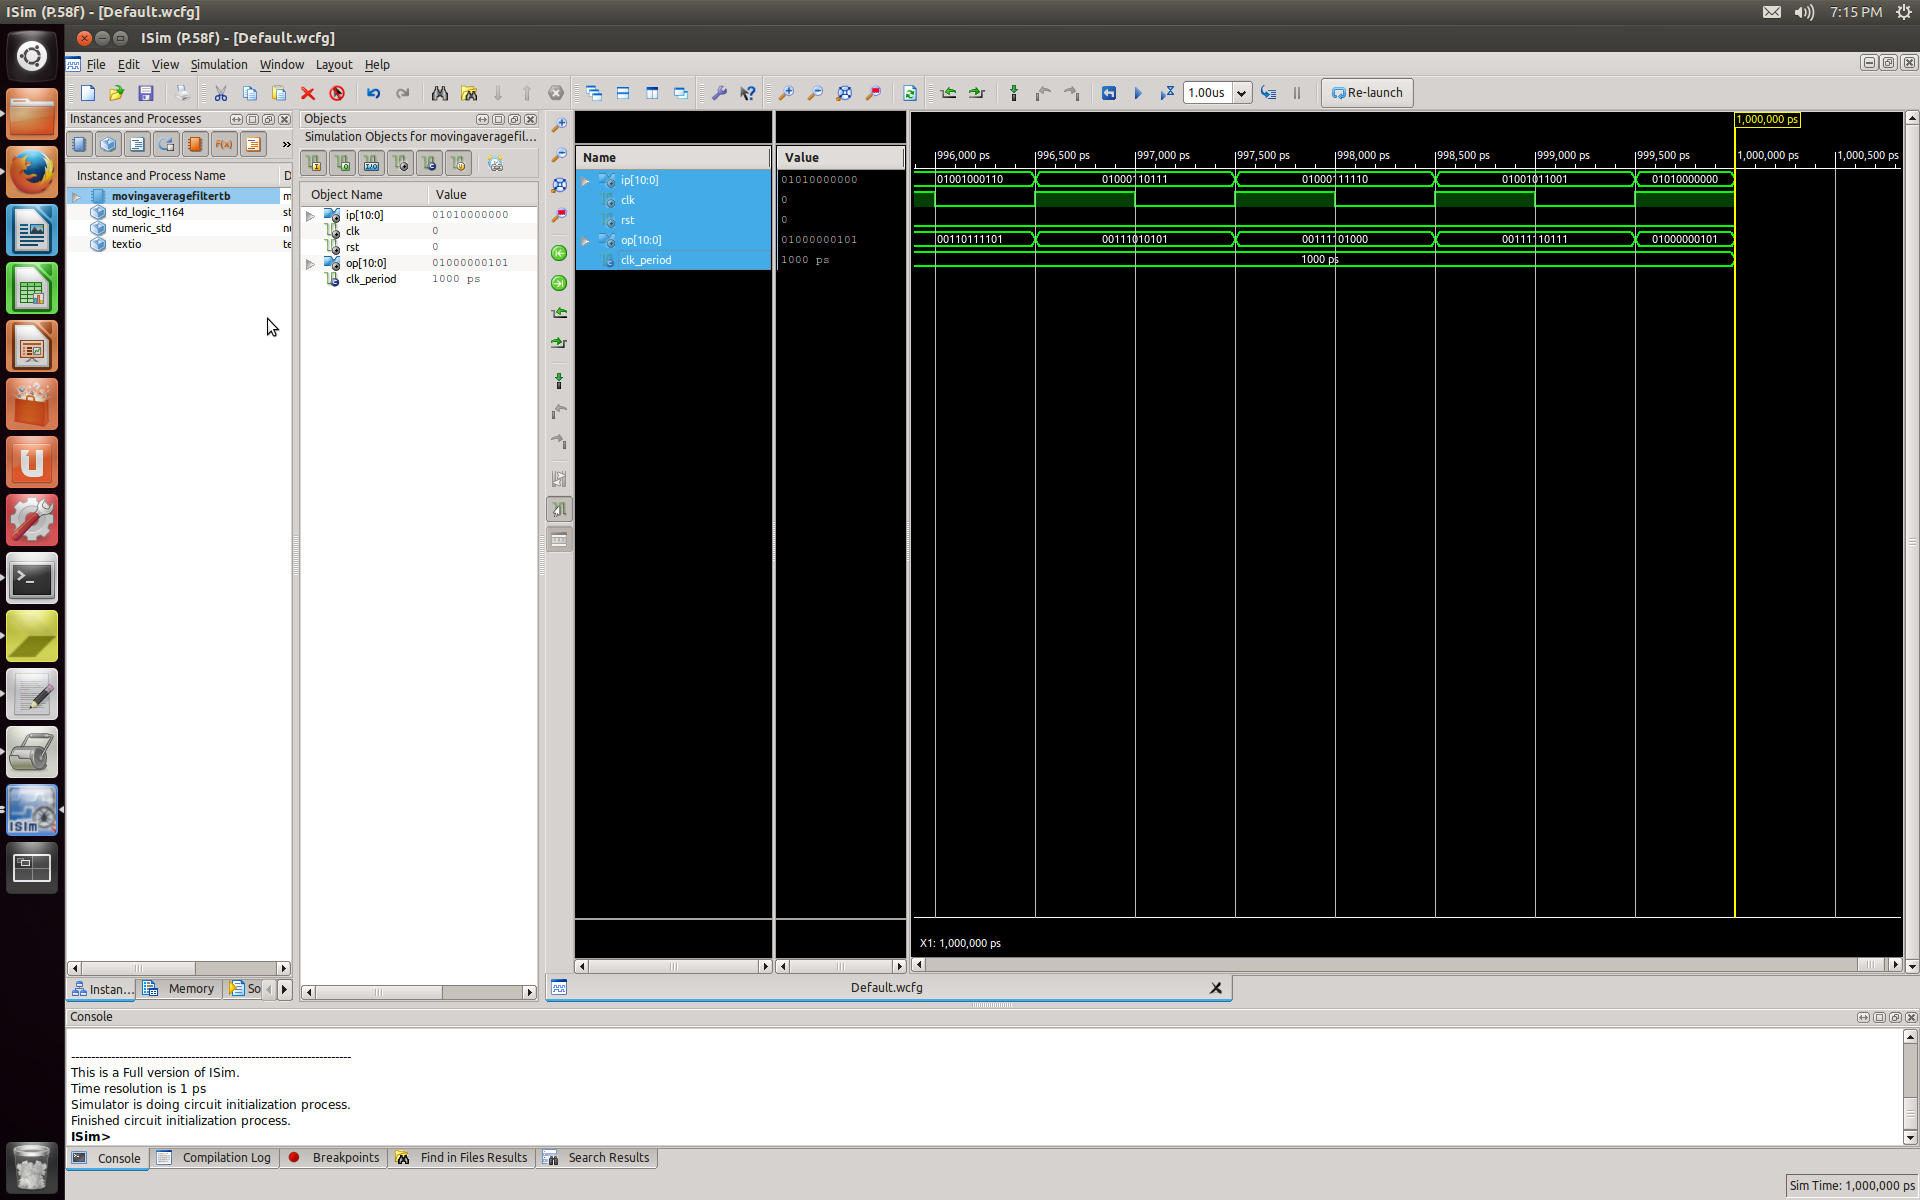 ISim (P.58f) - [Default.wcfg]
7:15 PM
ISim (P.58f) - [Default.wcfg]
File Edit View Simulation Window Layout Help
1.00us
Re-launch
Instances and Processes
Instance and Process Name
D
movingaveragefiltertb
m
std_logic_1164
st
numeric_std
nu
textio
te
Instan...
Memory
So
Objects
Simulation Objects for movingaveragefil...
Object Name Value
ip[10:0] 01010000000
clk 0
rst 0
op[10:0] 01000000101
clk_period 1000 ps
Name Value
ip[10:0] 01010000000
clk 0
rst 0
op[10:0] 01000000101
clk_period 1000 ps
1,000,000 ps
996,000 ps 996,500 ps 997,000 ps 997,500 ps 998,000 ps 998,500 ps 999,000 ps 999,500 ps 1,000,000 ps 1,000,500 ps
01001000110 01000110111 01000111110 01001011001 01010000000
00110111101 00111010101 00111101000 00111110111 01000000101
1000 ps
X1: 1,000,000 ps
Default.wcfg
Console
This is a Full version of ISim.
Time resolution is 1 ps
Simulator is doing circuit initialization process.
Finished circuit initialization process.
ISim>
Console Compilation Log Breakpoints Find in Files Results Search Results
Sim Time: 1,000,000 ps
ISim